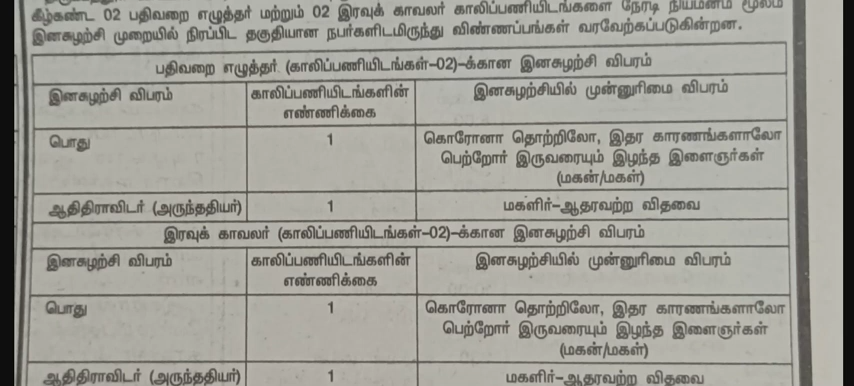 கீழ்கண்ட 02 பதிவறை எழுத்தர் மற்றும் 02 இரவுக் காவலர் காலிப்பணியிடங்களை நேரடி நியமனம் மூலம்
இனசுழற்சி முறையில் நிரப்பிட தகுதியான நபர்களிடமிருந்து விண்ணப்பங்கள் வரவேற்கப்படுகின்றன.
பதிவறை எழுத்தர் (காலிப்பணியிடங்கள்-02)-க்கான இனசுழற்சி விபரம்
இனசுழற்சி விபரம் காலிப்பணியிடங்களின் இனசுழற்சியில் முன்னுரிமை விபரம்
எண்ணிக்கை
பொது 1 கொரோனா தொற்றிலோ, இதர காரணங்களாலோ
பெற்றோர் இருவரையும் இழந்த இளைஞர்கள்
(மகன்/மகள்)
ஆதிதிராவிடர் (அருந்ததியர்) 1 மகளிர்-ஆதரவற்ற விதவை
இரவுக் காவலர் (காலிப்பணியிடங்கள்-02)-க்கான இனசுழற்சி விபரம்
இனசுழற்சி விபரம் காலிப்பணியிடங்களின் இனசுழற்சியில் முன்னுரிமை விபரம்
எண்ணிக்கை
பொது 1 கொரோனா தொற்றிலோ, இதர காரணங்களாலோ
பெற்றோர் இருவரையும் இழந்த இளைஞர்கள்
(மகன்/மகள்)
ஆதிதிராவிடர் (அருந்ததியர்) 1 மகளிர்-ஆதரவற்ற விதவை